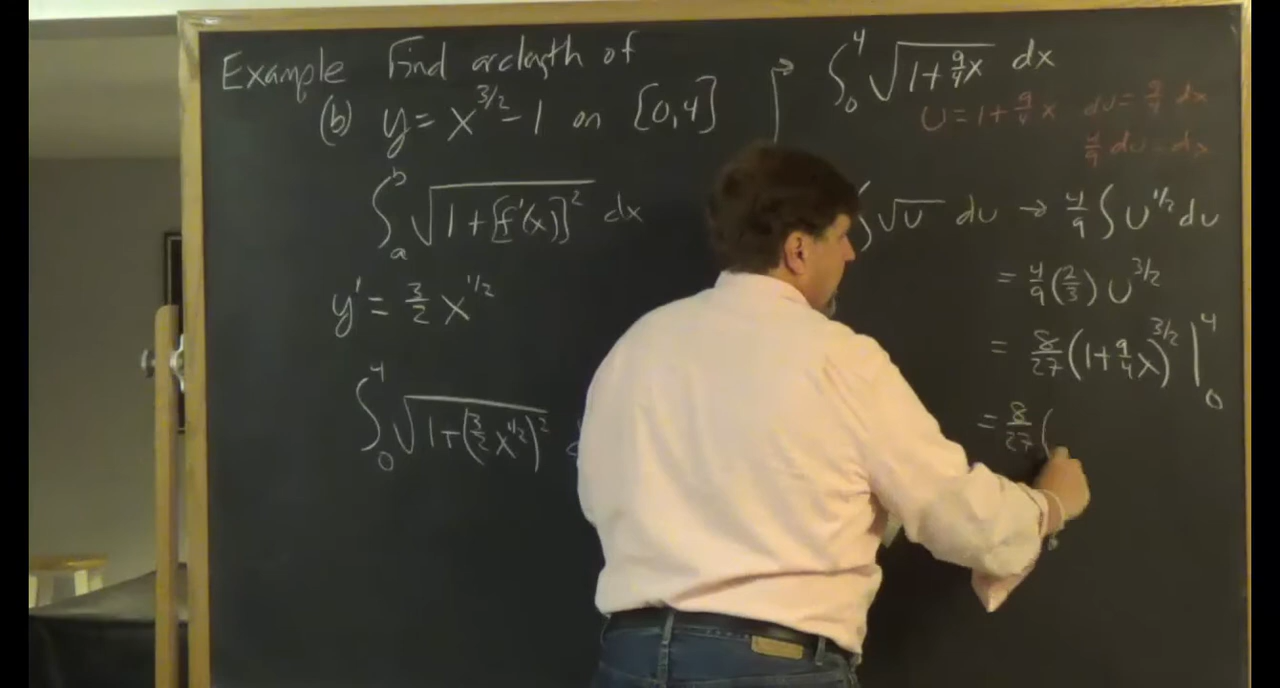 Example Find arclength of
(b) y = x^{3/2} - 1 on [0,4]
∫_a^b √(1+[f'(x)]^2) dx
y' = 3/2 x^{1/2}
∫_0^4 √(1+(3/2 x^{1/2})^2)
→ ∫_0^4 √(1+9/4 x) dx
U = 1 + 9/4 x du = 9/4 dx
4/9 du = dx
∫ √U du → 4/9 ∫ U^{1/2} du
= 4/9 (2/3) U^{3/2}
= 8/27 (1+9/4 x)^{3/2} |_0^4
= 8/27 (